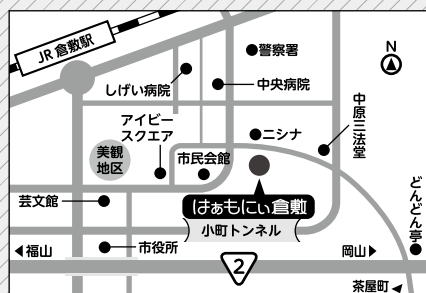 JR 倉敷駅
警察署
N
しげい病院
中央病院
中原三法堂
アイビー
スクエア
ニシナ
美観
地区
市民会館
どんどん亭
芸文館
はぁもにぃ倉敷
小町トンネル
福山
市役所
2
岡山
茶屋町